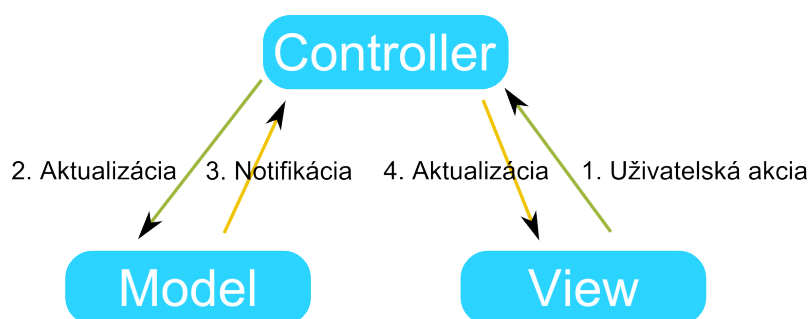 Controller
2. Aktualizácia
3. Notifikácia
4. Aktualizácia
1. Uživatelská akcia
Model
View